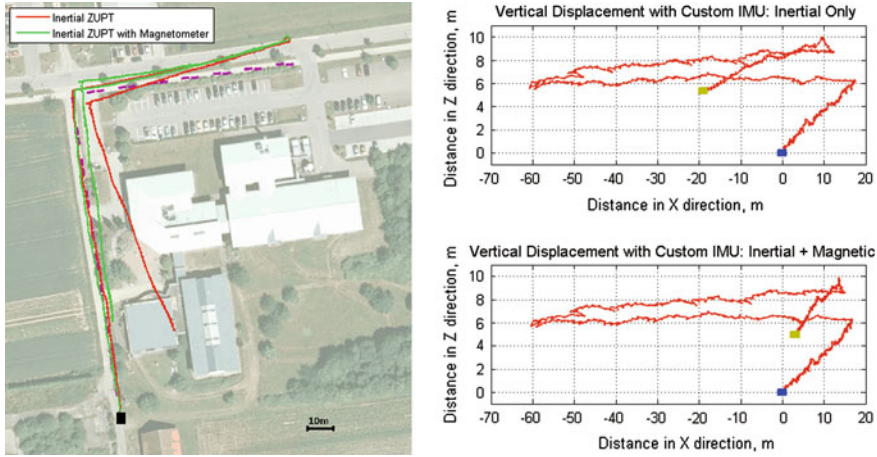 Inertial ZUPT
Inertial ZUPT with Magnetometer
10m
Vertical Displacement with Custom IMU: Inertial Only
Distance in Z direction, m
10
8
6
4
2
0
-70 -60 -50 -40 -30 -20 -10 0 10 20
Distance in X direction, m
Vertical Displacement with Custom IMU: Inertial + Magnetic
Distance in Z direction, m
10
8
6
4
2
0
-70 -60 -50 -40 -30 -20 -10 0 10 20
Distance in X direction, m